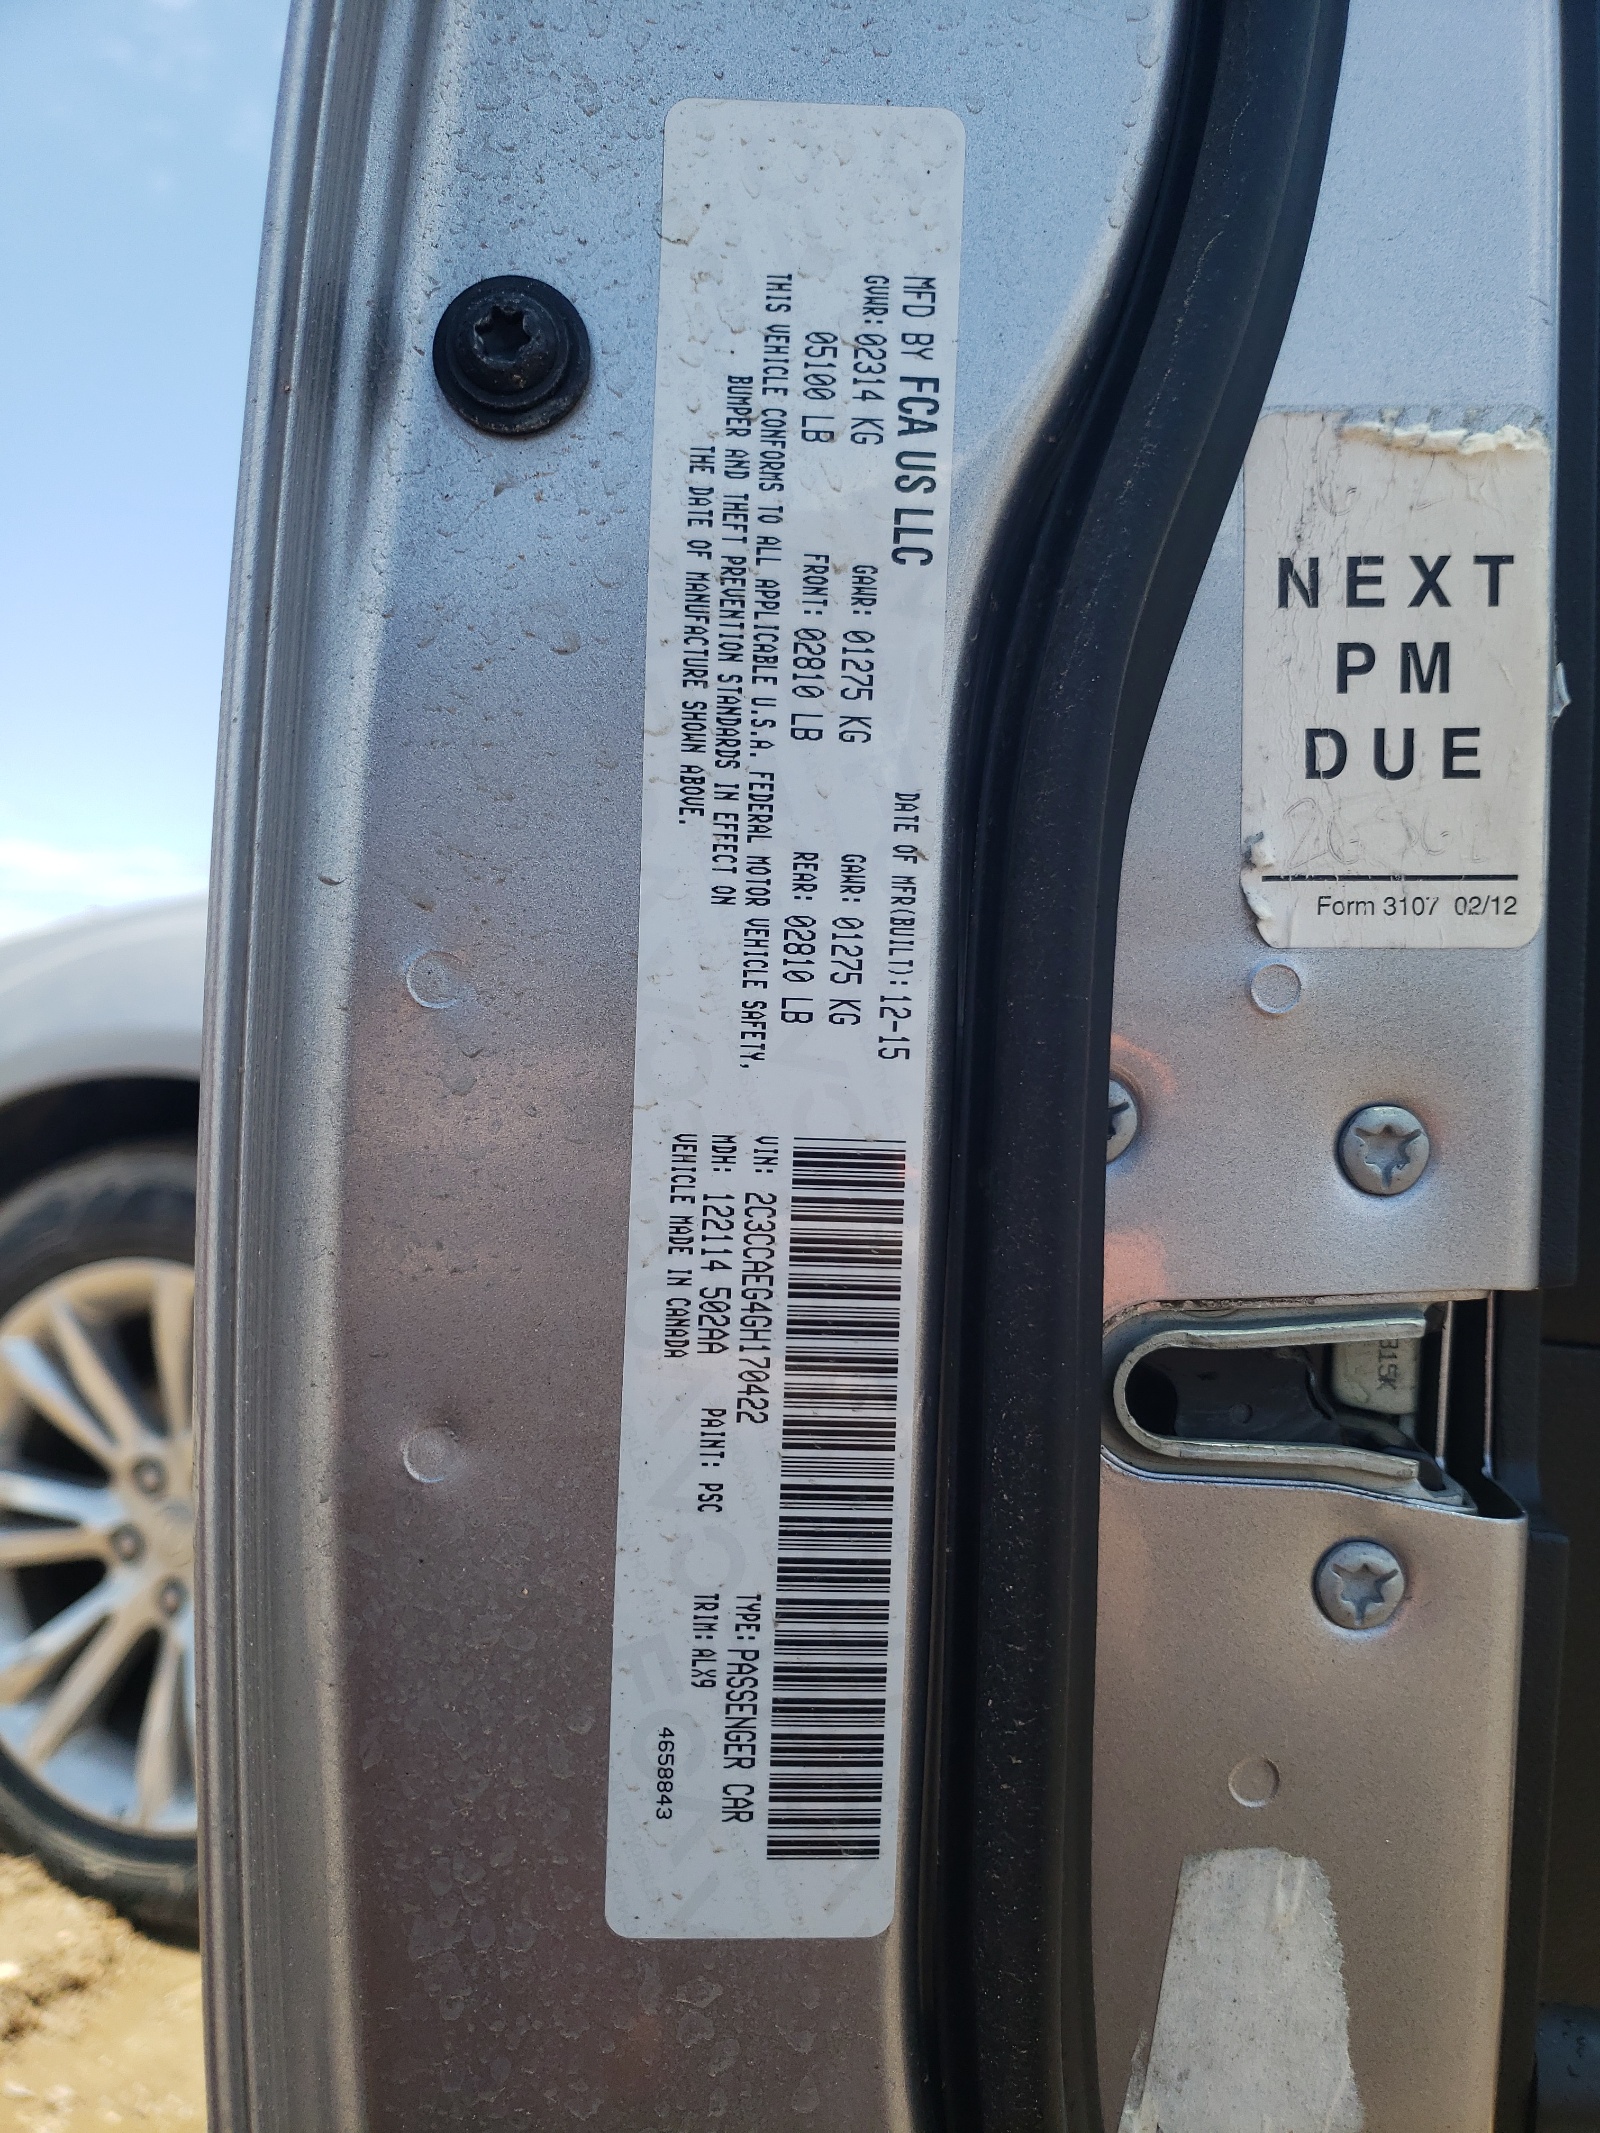 MFD BY FCA US LLC
DATE OF MFR(BUILT): 12-15
GVWR: 02314 KG GAWR: 01275 KG GAWR: 01275 KG
05100 LB FRONT: 02810 LB REAR: 02810 LB
THIS VEHICLE CONFORMS TO ALL APPLICABLE U.S.A. FEDERAL MOTOR VEHICLE SAFETY,
BUMPER AND THEFT PREVENTION STANDARDS IN EFFECT ON
THE DATE OF MANUFACTURE SHOWN ABOVE.
VIN: 2C3CCAEG4GH170422 TYPE: PASSENGER CAR
MDH: 122114 502AA PAINT: PSC TRIM: ALX9
VEHICLE MADE IN CANADA
4658843
NEXT
PM
DUE
Form 3107 02/12